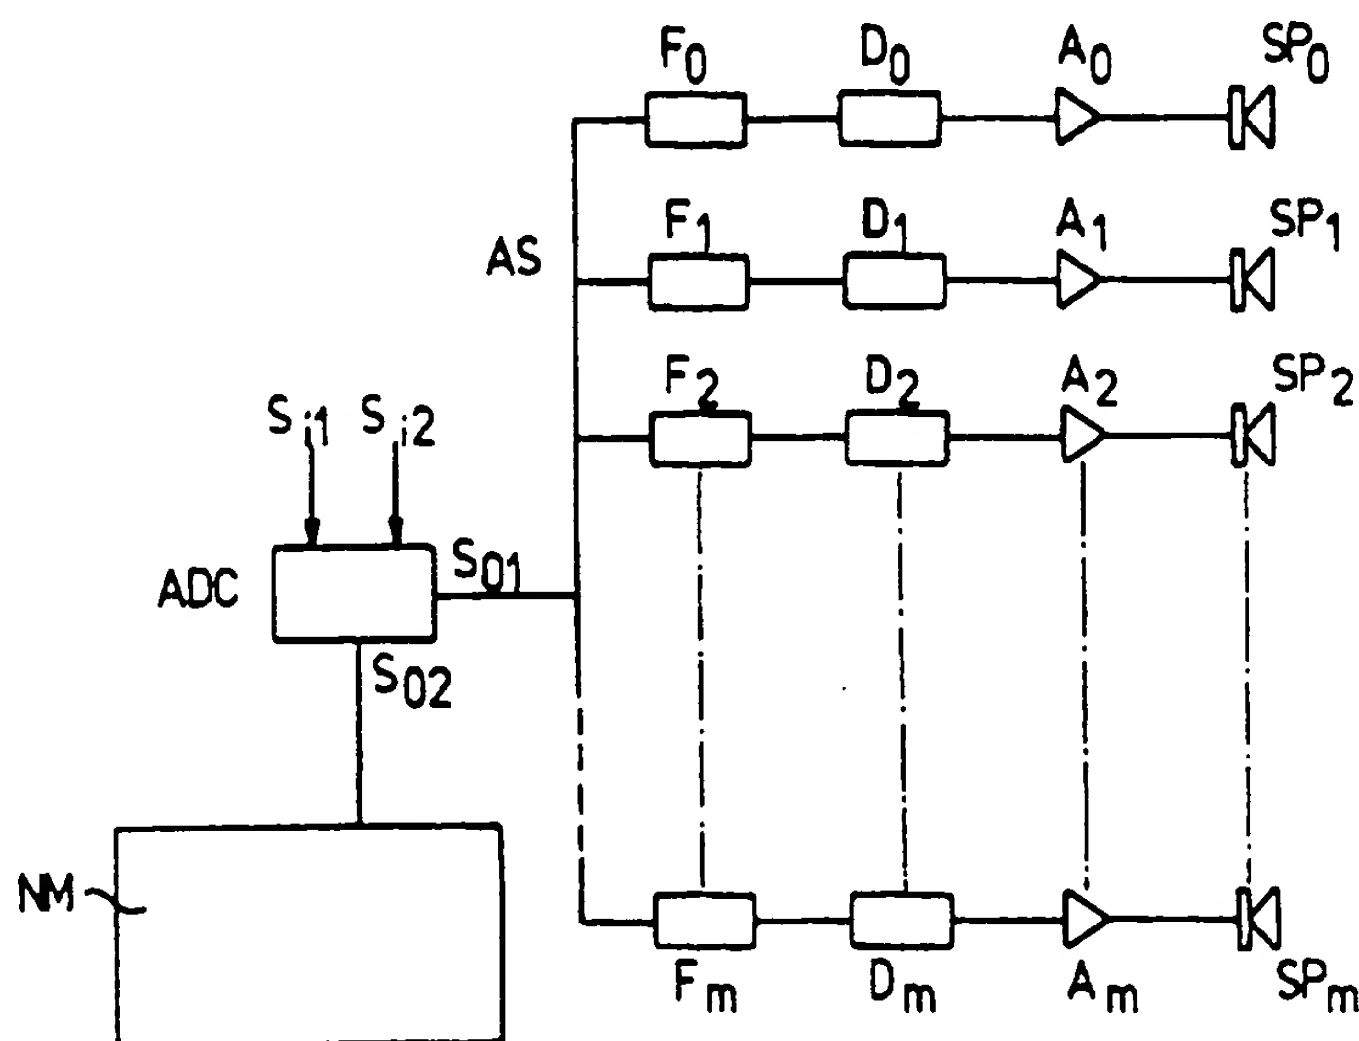 F0 D0 A0 SP0
AS F1 D1 A1 SP1
F2 D2 A2 SP2
Si1 Si2
ADC S01
S02
NM
Fm Dm Am SPm